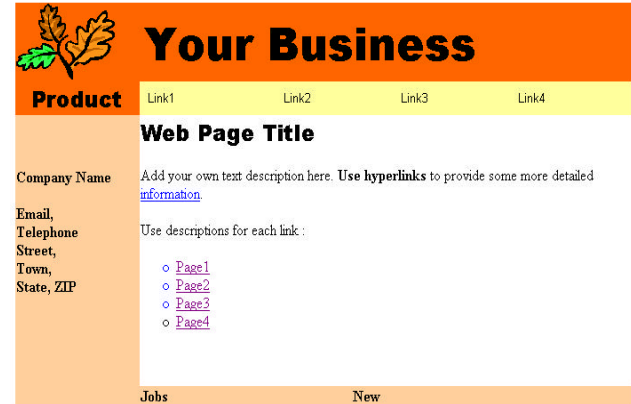 Your Business
Product
Link1 Link2 Link3 Link4
Web Page Title
Company Name
Add your own text description here. Use hyperlinks to provide some more detailed
information.
Email,
Telephone
Street,
Town,
State, ZIP
Use descriptions for each link :
Page1
Page2
Page3
Page4
Jobs New